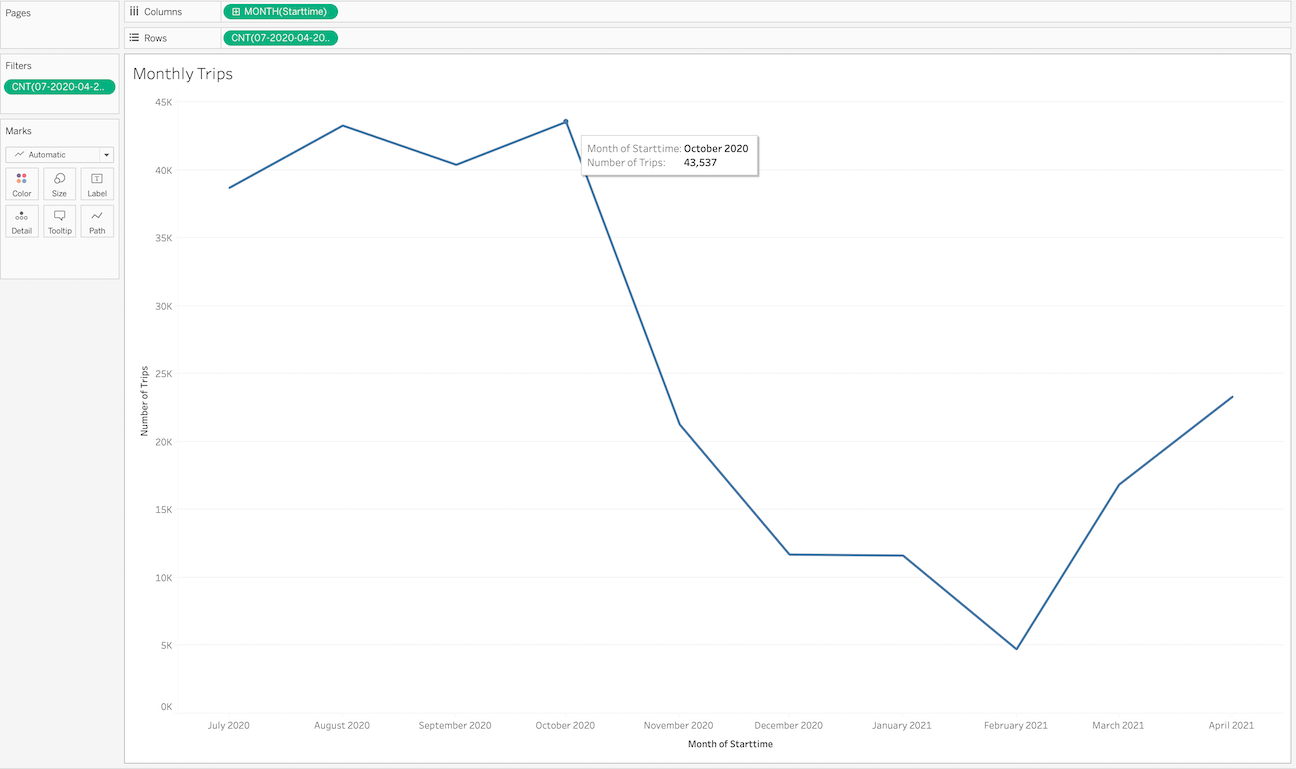 Pages
Columns
MONTH(Starttime)
Rows
CNT(07-2020-04-20..
Filters
CNT(07-2020-04-2..
Marks
Automatic
Color
Size
Label
Detail
Tooltip
Path
Monthly Trips
45K
40K
35K
30K
25K
20K
15K
10K
5K
0K
Number of Trips
Month of Starttime: October 2020
Number of Trips: 43,537
July 2020
August 2020
September 2020
October 2020
November 2020
December 2020
January 2021
February 2021
March 2021
April 2021
Month of Starttime